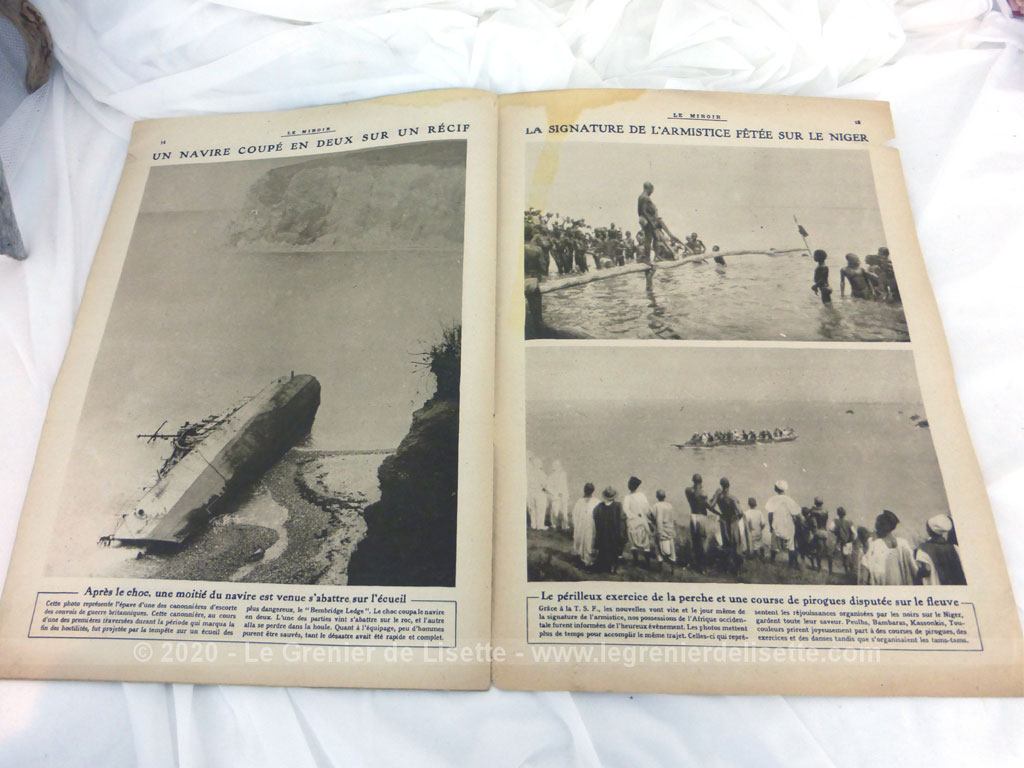 LE MIROIR
14
UN NAVIRE COUPÉ EN DEUX SUR UN RÉCIF
Après le choc, une moitié du navire est venue s'abattre sur l'écueil
Cette photo représente l'épave d'une des canonnières d'escorte
des convois de guerre britanniques. Cette canonnière, au cours
d'une des premières traversées durant la période qui marqua la
fin des hostilités, fut projetée par la tempête sur un écueil des
plus dangereux, le "Bembridge Ledge". Le choc coupa le navire
en deux. L'une des parties vint s'abattre sur le roc, et l'autre
alla se perdre dans la houle. Quant à l'équipage, peu d'hommes
purent être sauvés, tant le désastre avait été rapide et complet.
LE MIROIR
LA SIGNATURE DE L'ARMISTICE FÊTÉE SUR LE NIGER
Le périlleux exercice de la perche et une course de pirogues disputée sur le fleuve
Grâce à la T. S. F., les nouvelles vont vite et le jour même de
la signature de l'armistice, nos possessions de l'Afrique occiden-
tale furent informées de l'heureux évènement. Les photos mettent
plus de temps pour accomplir le même trajet. Celles-ci qui repré-
sentent les réjouissances organisées par les noirs sur le Niger,
gardent toute leur saveur. Peulhs, Bambaras, Kassonkis, Tou-
couleurs prirent joyeusement part à des courses de pirogues, des
exercices et des danses tandis que s'organisaient les tams-tams.
© 2020 - Le Grenier de Lisette - www.legrenierdelisette.com